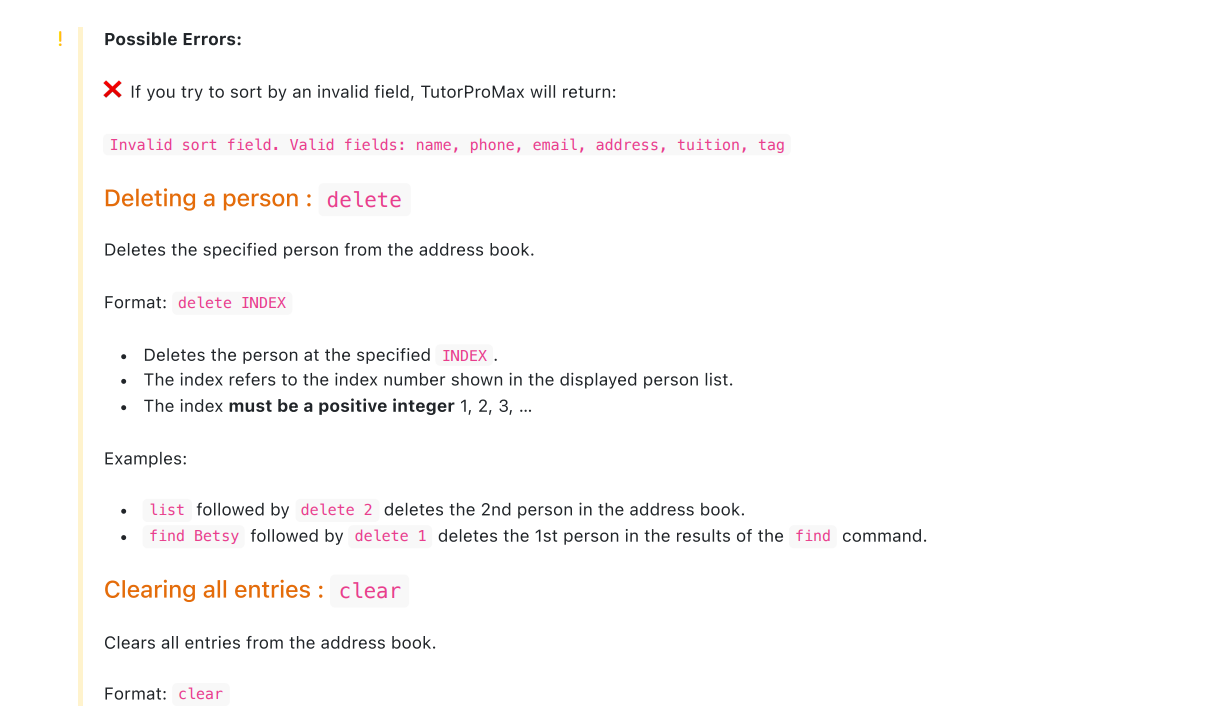 !
Possible Errors:
❌ If you try to sort by an invalid field, TutorProMax will return:
Invalid sort field. Valid fields: name, phone, email, address, tuition, tag
Deleting a person : delete
Deletes the specified person from the address book.
Format: delete INDEX
• Deletes the person at the specified INDEX .
• The index refers to the index number shown in the displayed person list.
• The index must be a positive integer 1, 2, 3, …
Examples:
• list followed by delete 2 deletes the 2nd person in the address book.
• find Betsy followed by delete 1 deletes the 1st person in the results of the find command.
Clearing all entries : clear
Clears all entries from the address book.
Format: clear